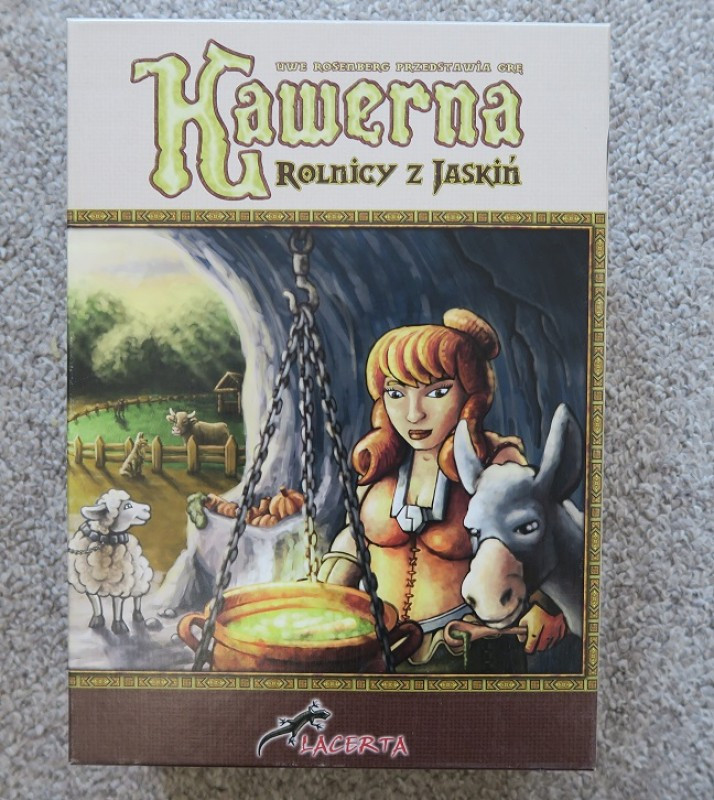 Uwe Rosenberg przedstawia grę
Kawerna
Rolnicy z Jaskiń
LACERTA